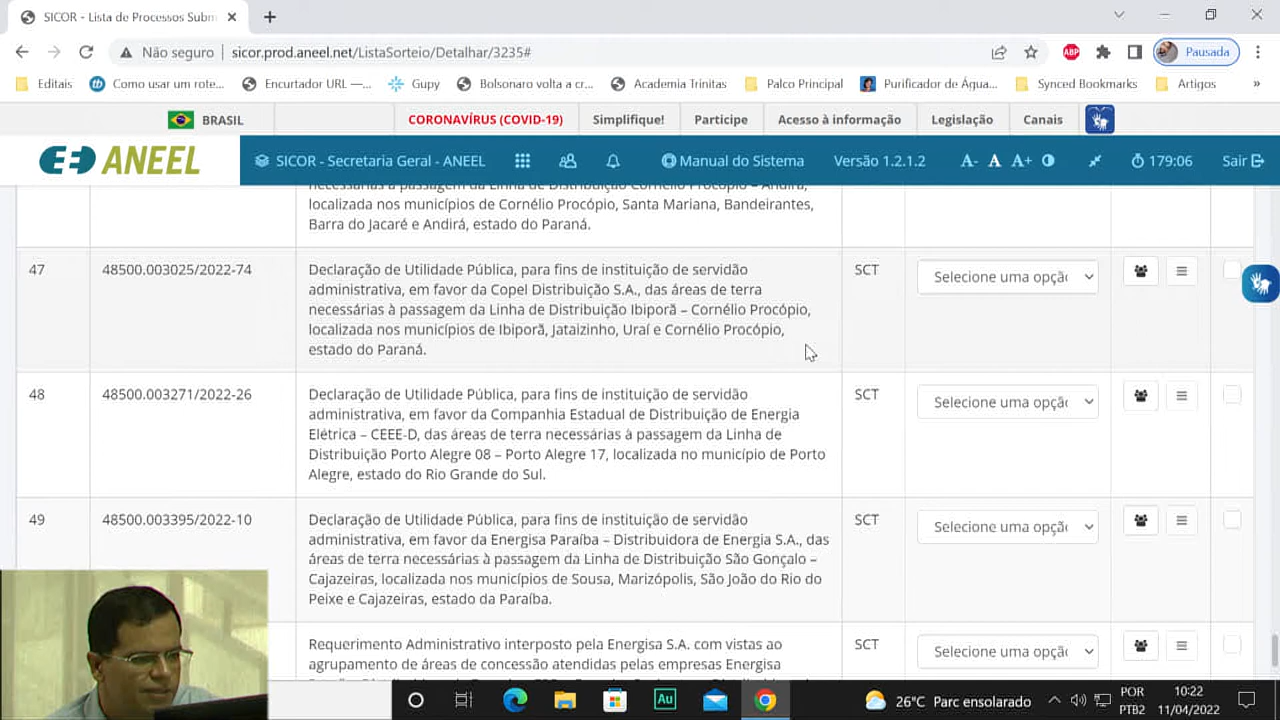 SICOR - Lista de Processos Subm
Não seguro
sicor.prod.aneel.net/ListaSorteio/Detalhar/3235#
ABP
Pausada
Editais
Como usar um rote...
Encurtador URL —...
Gupy
Bolsonaro volta a cr...
Academia Trinitas
Palco Principal
Purificador de Água...
Synced Bookmarks
Artigos
»
BRASIL
CORONAVÍRUS (COVID-19)
Simplifique!
Participe
Acesso à informação
Legislação
Canais
ANEEL
SICOR - Secretaria Geral - ANEEL
Manual do Sistema
Versão 1.2.1.2
A-
A
A+
179:06
Sair
necessárias à passagem da Linha de Distribuição Cornélio Procópio – Andirá,
localizada nos municípios de Cornélio Procópio, Santa Mariana, Bandeirantes,
Barra do Jacaré e Andirá, estado do Paraná.
47
48500.003025/2022-74
Declaração de Utilidade Pública, para fins de instituição de servidão
administrativa, em favor da Copel Distribuição S.A., das áreas de terra
necessárias à passagem da Linha de Distribuição Ibiporã – Cornélio Procópio,
localizada nos municípios de Ibiporã, Jataizinho, Uraí e Cornélio Procópio,
estado do Paraná.
SCT
Selecione uma opçã
48
48500.003271/2022-26
Declaração de Utilidade Pública, para fins de instituição de servidão
administrativa, em favor da Companhia Estadual de Distribuição de Energia
Elétrica – CEEE-D, das áreas de terra necessárias à passagem da Linha de
Distribuição Porto Alegre 08 – Porto Alegre 17, localizada no município de Porto
Alegre, estado do Rio Grande do Sul.
SCT
Selecione uma opçã
49
48500.003395/2022-10
Declaração de Utilidade Pública, para fins de instituição de servidão
administrativa, em favor da Energisa Paraíba – Distribuidora de Energia S.A., das
áreas de terra necessárias à passagem da Linha de Distribuição São Gonçalo –
Cajazeiras, localizada nos municípios de Sousa, Marizópolis, São João do Rio do
Peixe e Cajazeiras, estado da Paraíba.
SCT
Selecione uma opçã
Requerimento Administrativo interposto pela Energisa S.A. com vistas ao
agrupamento de áreas de concessão atendidas pelas empresas Energisa
SCT
Selecione uma opçã
Au
26°C Parc ensolarado
POR
PTB2
10:22
11/04/2022